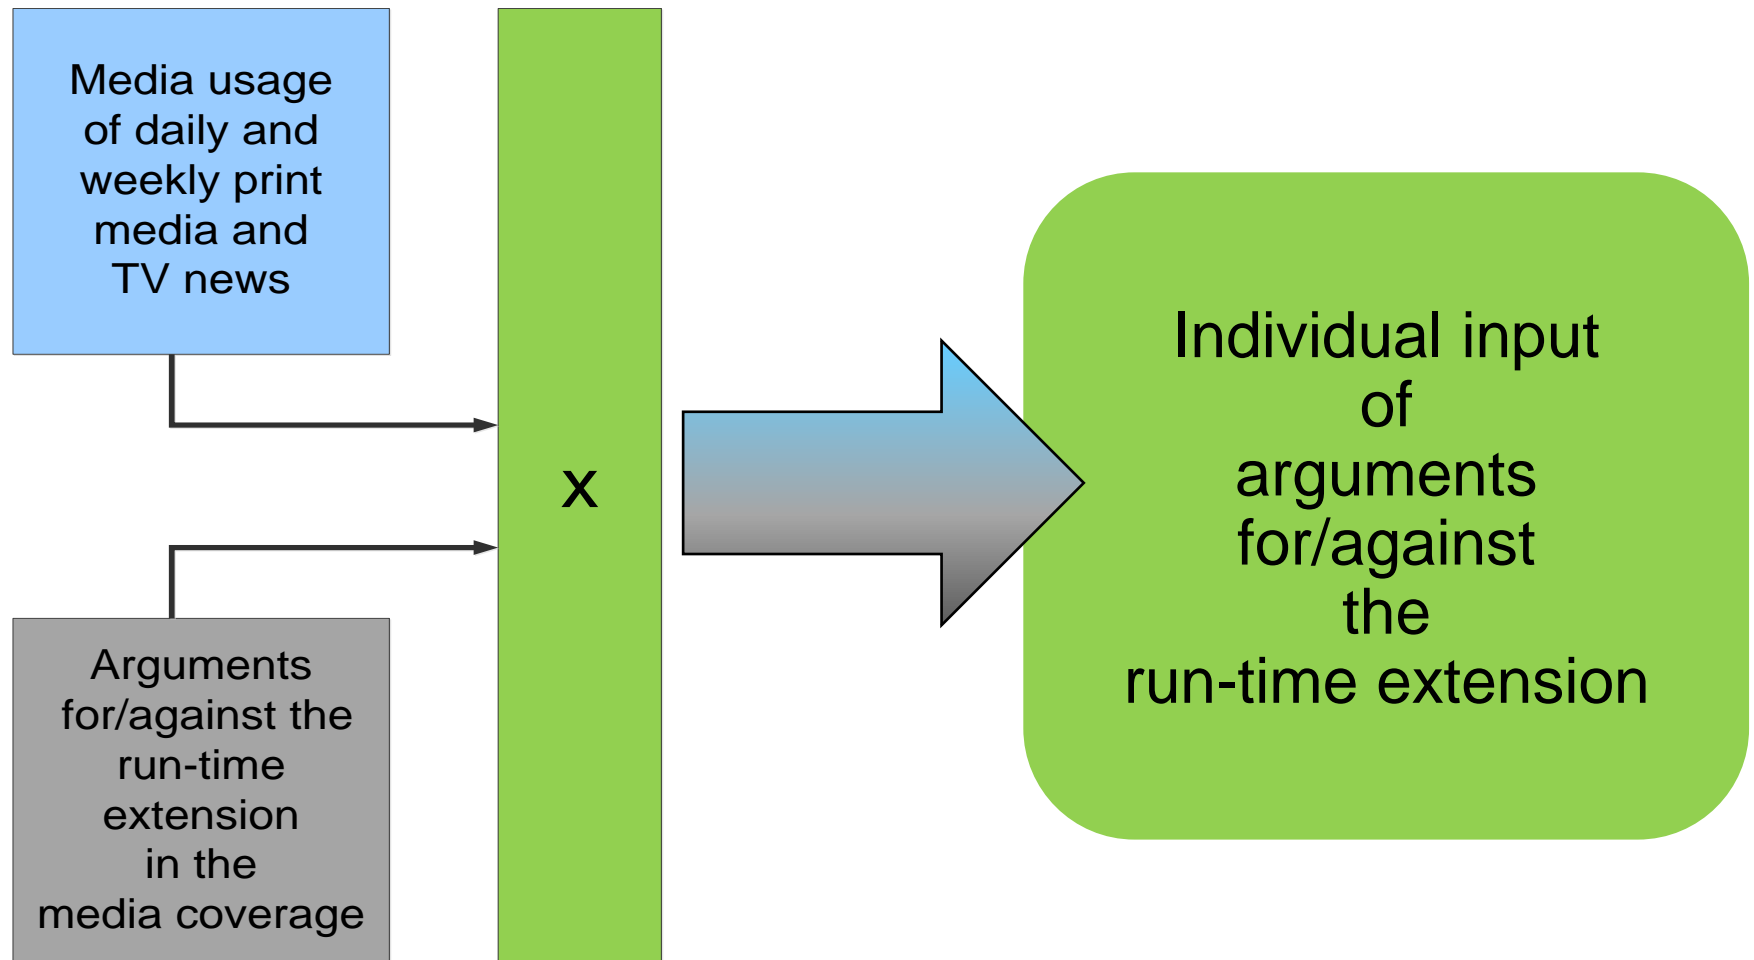 Media usage
of daily and
weekly print
media and
TV news
x
Arguments
for/against the
run-time
extension
in the
media coverage
Individual input
of
arguments
for/against
the
run-time extension